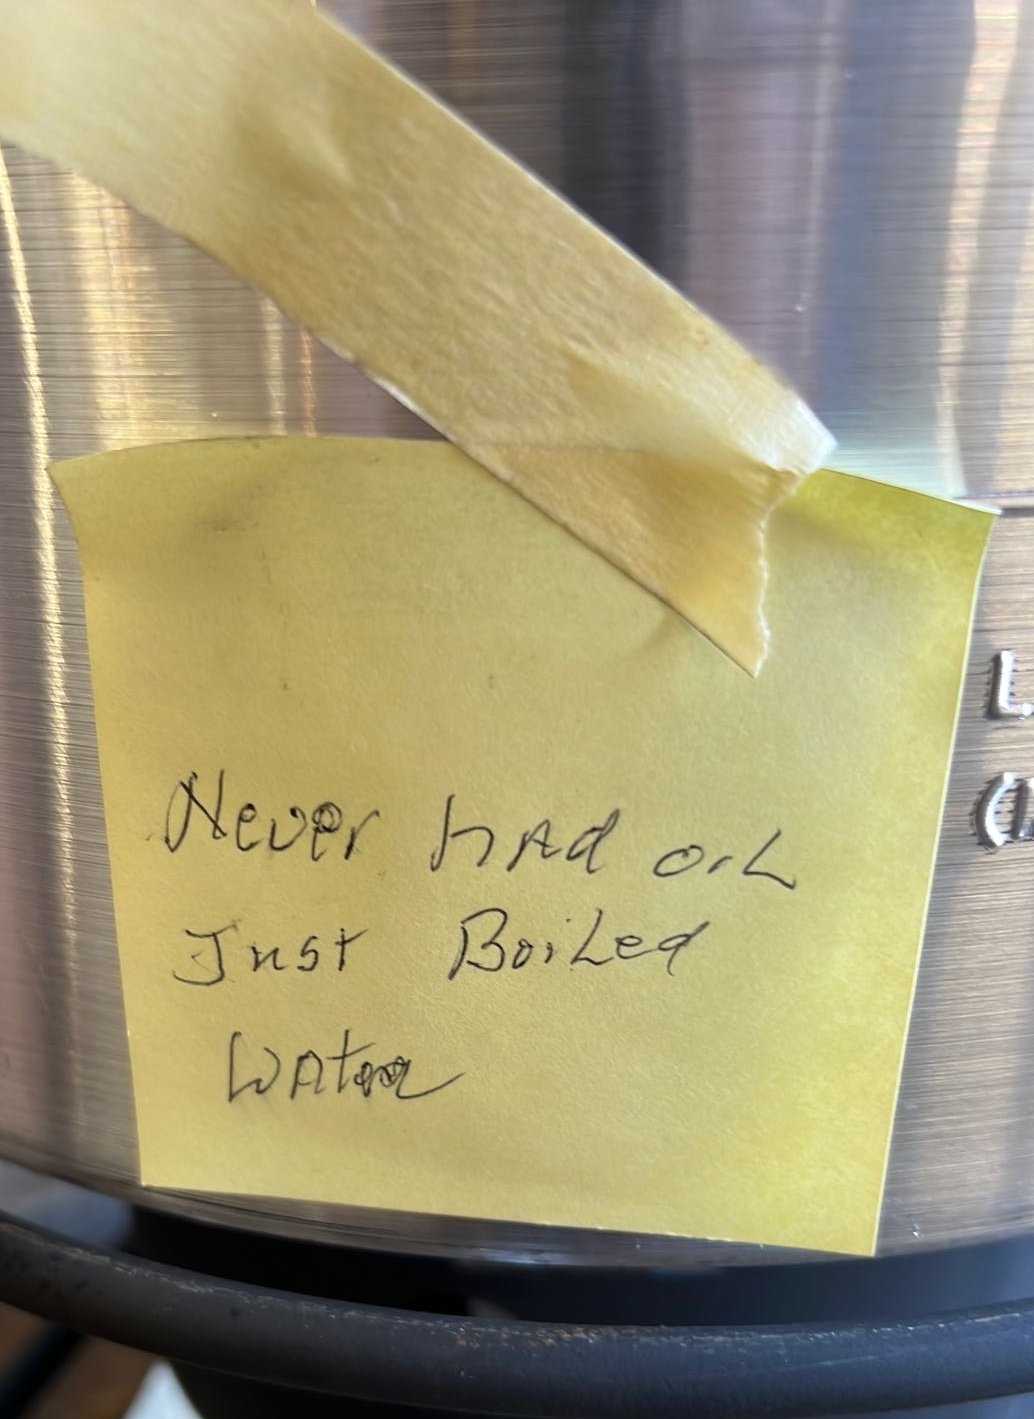 Never HAd oiL
Just BoiLed
WAter
L